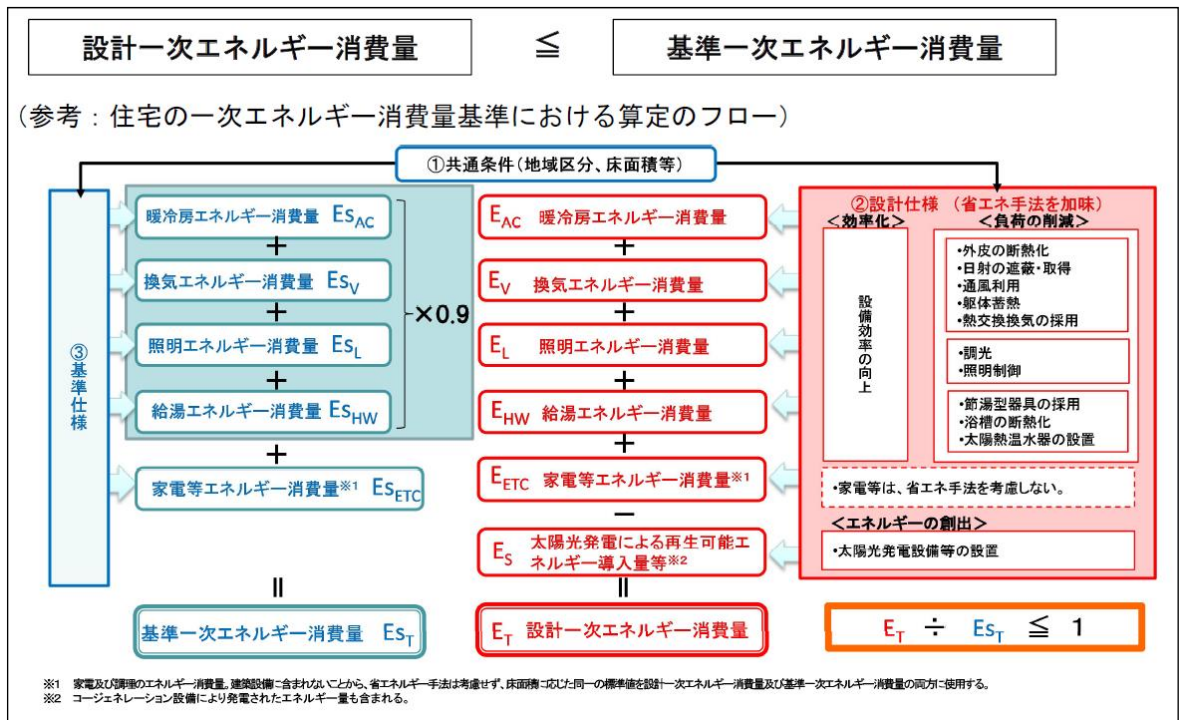 設計一次エネルギー消費量 ≦ 基準一次エネルギー消費量
(参考:住宅の一次エネルギー消費量基準における算定のフロー)
①共通条件(地域区分、床面積等)
③基準仕様
暖冷房エネルギー消費量 EsAC
+
換気エネルギー消費量 EsV
+
照明エネルギー消費量 EsL
+
給湯エネルギー消費量 EsHW
×0.9
+
家電等エネルギー消費量※1 EsETC
=
基準一次エネルギー消費量 EsT
EAC 暖冷房エネルギー消費量
+
EV 換気エネルギー消費量
+
EL 照明エネルギー消費量
+
EHW 給湯エネルギー消費量
+
EETC 家電等エネルギー消費量※1
−
ES 太陽光発電による再生可能エ
ネルギー導入量等※2
=
ET 設計一次エネルギー消費量
②設計仕様 (省エネ手法を加味)
<効率化>
設備効率の向上
<負荷の削減>
・外皮の断熱化
・日射の遮蔽・取得
・通風利用
・躯体蓄熱
・熱交換換気の採用
・調光
・照明制御
・節湯型器具の採用
・浴槽の断熱化
・太陽熱温水器の設置
・家電等は、省エネ手法を考慮しない。
<エネルギーの創出>
・太陽光発電設備等の設置
ET ÷ EsT ≦ 1
※1 家電及び調理のエネルギー消費量。建築設備に含まれないことから、省エネルギー手法は考慮せず、床面積に応じた同一の標準値を設計一次エネルギー消費量及び基準一次エネルギー消費量の両方に使用する。
※2 コージェネレーション設備により発電されたエネルギー量も含まれる。